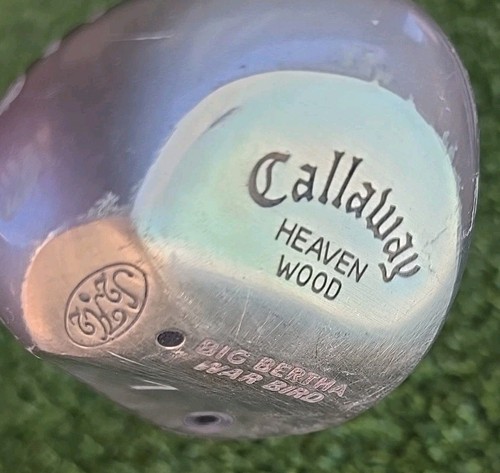 Callaway
HEAVEN
WOOD
BIG BERTHA
WAR BIRD